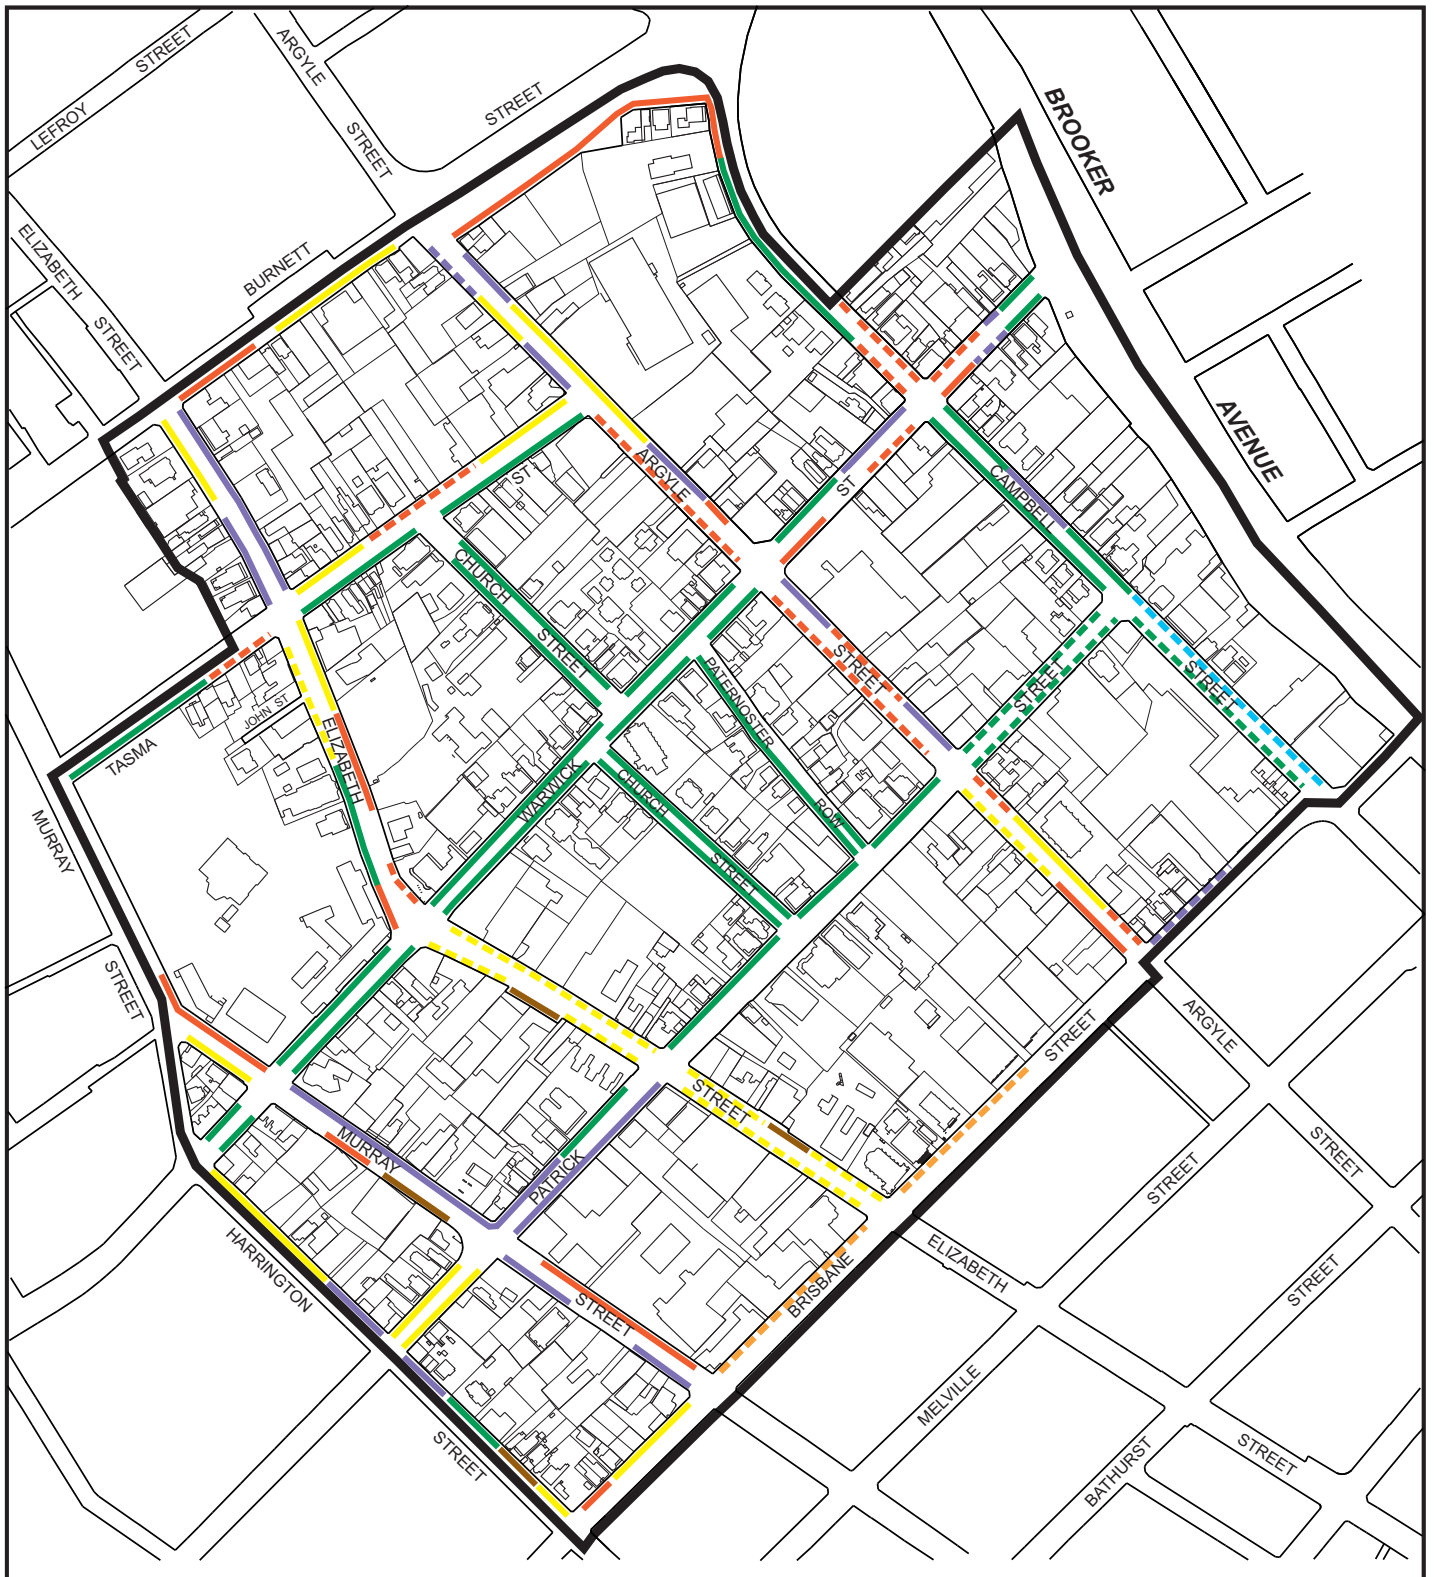 STREET
LEFROY
ARGYLE
STREET
STREET
BROOKER
ELIZABETH
STREET
BURNETT
AVENUE
ARGYLE
ST
ST
CAMPBELL
CHURCH
STREET
STREET
STREET
STREET
PATERNOSTER
ROW
JOHN ST
TASMA
ELIZABETH
WARWICK
CHURCH
STREET
MURRAY
STREET
STREET
ARGYLE
STREET
STREET
MURRAY
PATRICK
STREET
HARRINGTON
STREET
BRISBANE
ELIZABETH
STREET
STREET
MELVILLE
BATHURST
STREET
STREET